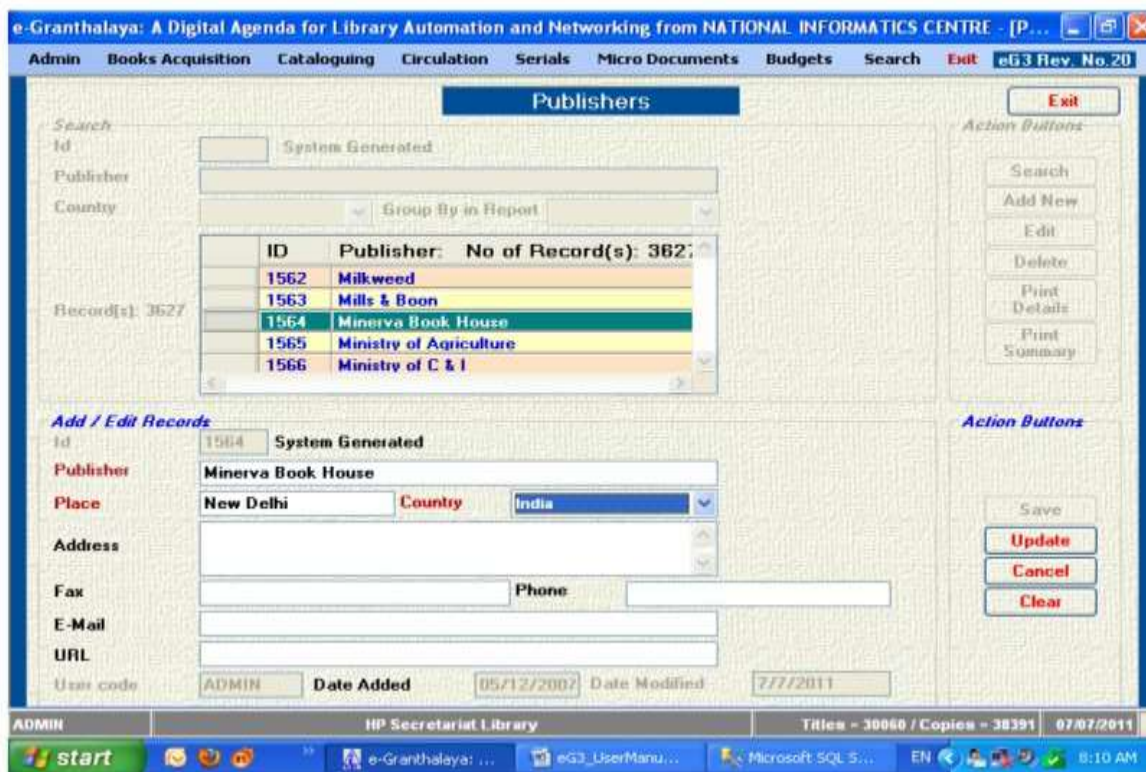 e-Granthalaya: A Digital Agenda for Library Automation and Networking from NATIONAL INFORMATICS CENTRE - [P...
Admin Books Acquisition Cataloguing Circulation Serials Micro Documents Budgets Search Exit eG3 Rev. No.20
Publishers
Exit
Search
Action Buttons
Id System Generated
Publisher
Search
Country Group By in Report
Add New
Edit
ID Publisher: No of Record(s): 3627
Delete
1562 Milkweed
1563 Mills & Boon
Print Details
Record(s): 3627
1564 Minerva Book House
1565 Ministry of Agriculture
Print Summary
1566 Ministry of C & I
Add / Edit Records
Action Buttons
Id 1564 System Generated
Publisher Minerva Book House
Place New Delhi Country India
Save
Address
Update
Cancel
Fax Phone
Clear
E-Mail
URL
User code ADMIN Date Added 05/12/2007 Date Modified 7/7/2011
ADMIN HP Secretariat Library Titles = 30060 / Copies = 38391 07/07/2011
start e-Granthalaya: ... eG3_UserManu... Microsoft SQL S... EN 8:10 AM